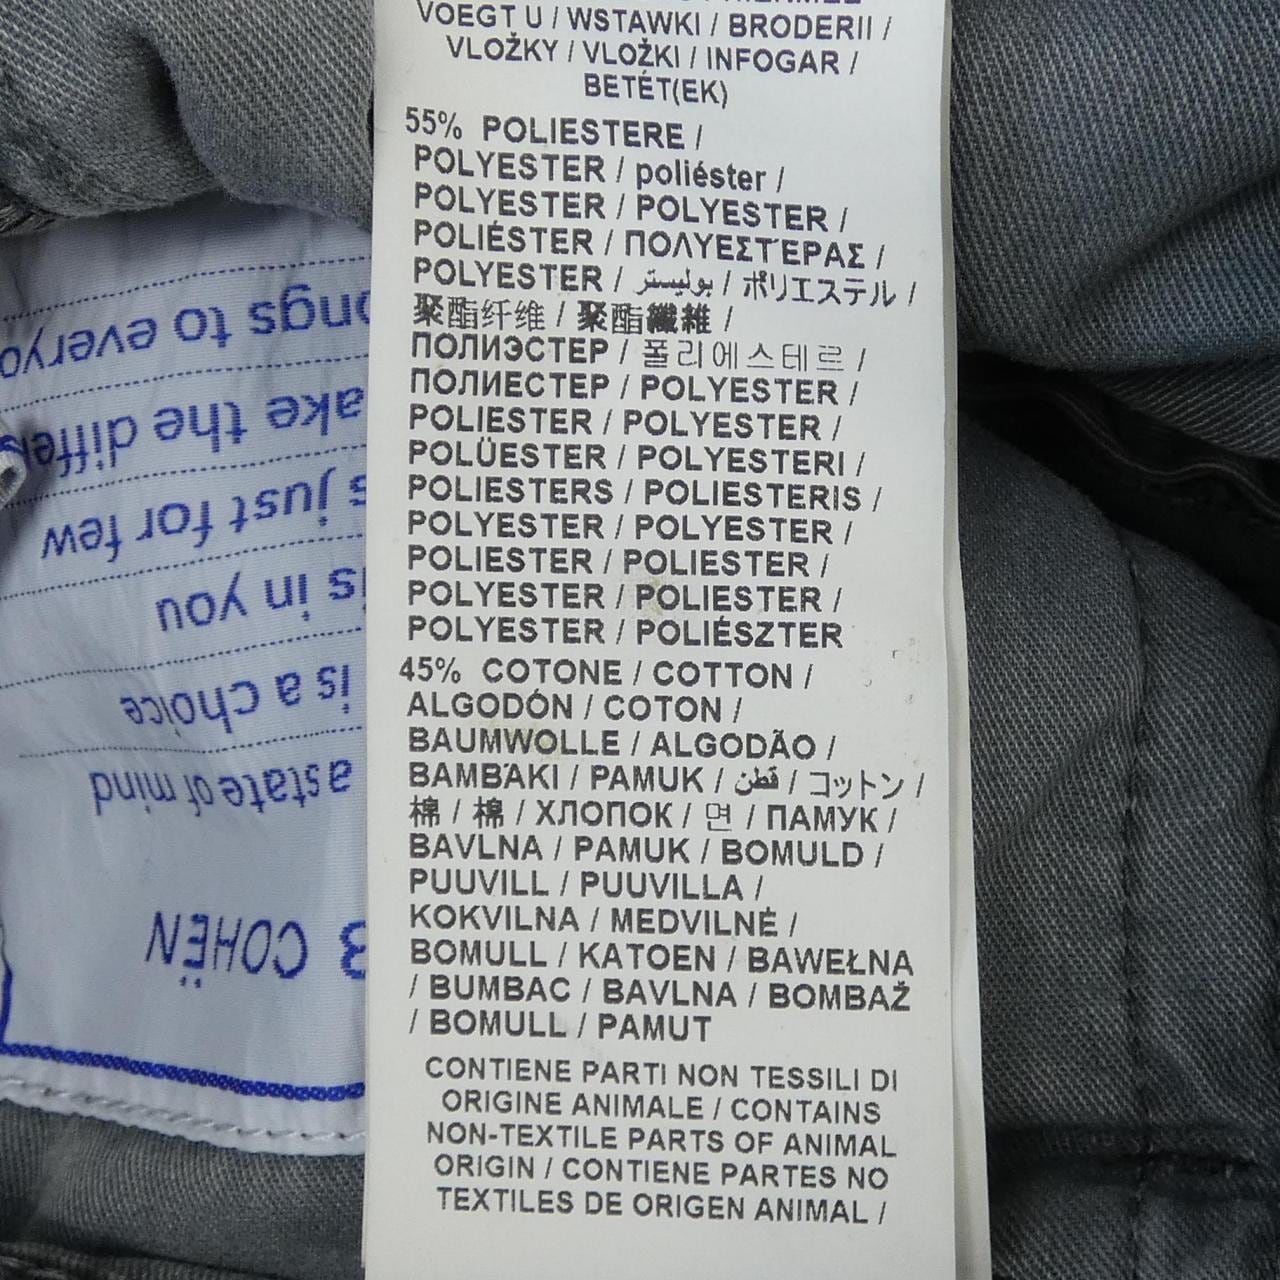 VOEGT U / WSTAWKI / BRODERII /
VLOŽKY / VLOŽKI / INFOGAR /
BETÉT(EK)
55% POLIESTERE /
POLYESTER / poliéster /
POLYESTER / POLYESTER /
POLIÉSTER / ΠΟΛΥΕΣΤΈΡΑΣ /
POLYESTER / بوليستر / ポリエステル /
聚酯纤维 / 聚酯纖維 /
ПОЛИЭСТЕР / 폴리에스테르 /
ПОЛИЕСТЕР / POLYESTER /
POLIESTER / POLYESTER /
POLÜESTER / POLYESTERI /
POLIESTERS / POLIESTERIS /
POLYESTER / POLYESTER /
POLIESTER / POLIESTER /
POLYESTER / POLIESTER /
POLYESTER / POLIÉSZTER
45% COTONE / COTTON /
ALGODÓN / COTON /
BAUMWOLLE / ALGODÃO /
ΒΑΜΒΆΚΙ / PAMUK / قطن / コットン /
棉 / 棉 / ХЛОПОК / 면 / ПАМУК /
BAVLNA / PAMUK / BOMULD /
PUUVILL / PUUVILLA /
KOKVILNA / MEDVILNĖ /
BOMULL / KATOEN / BAWEŁNA
/ BUMBAC / BAVLNA / BOMBAŽ
/ BOMULL / PAMUT
CONTIENE PARTI NON TESSILI DI
ORIGINE ANIMALE / CONTAINS
NON-TEXTILE PARTS OF ANIMAL
ORIGIN / CONTIENE PARTES NO
TEXTILES DE ORIGEN ANIMAL /
COHËN
a state of mind
is a choice
is in you
just for few
the
to